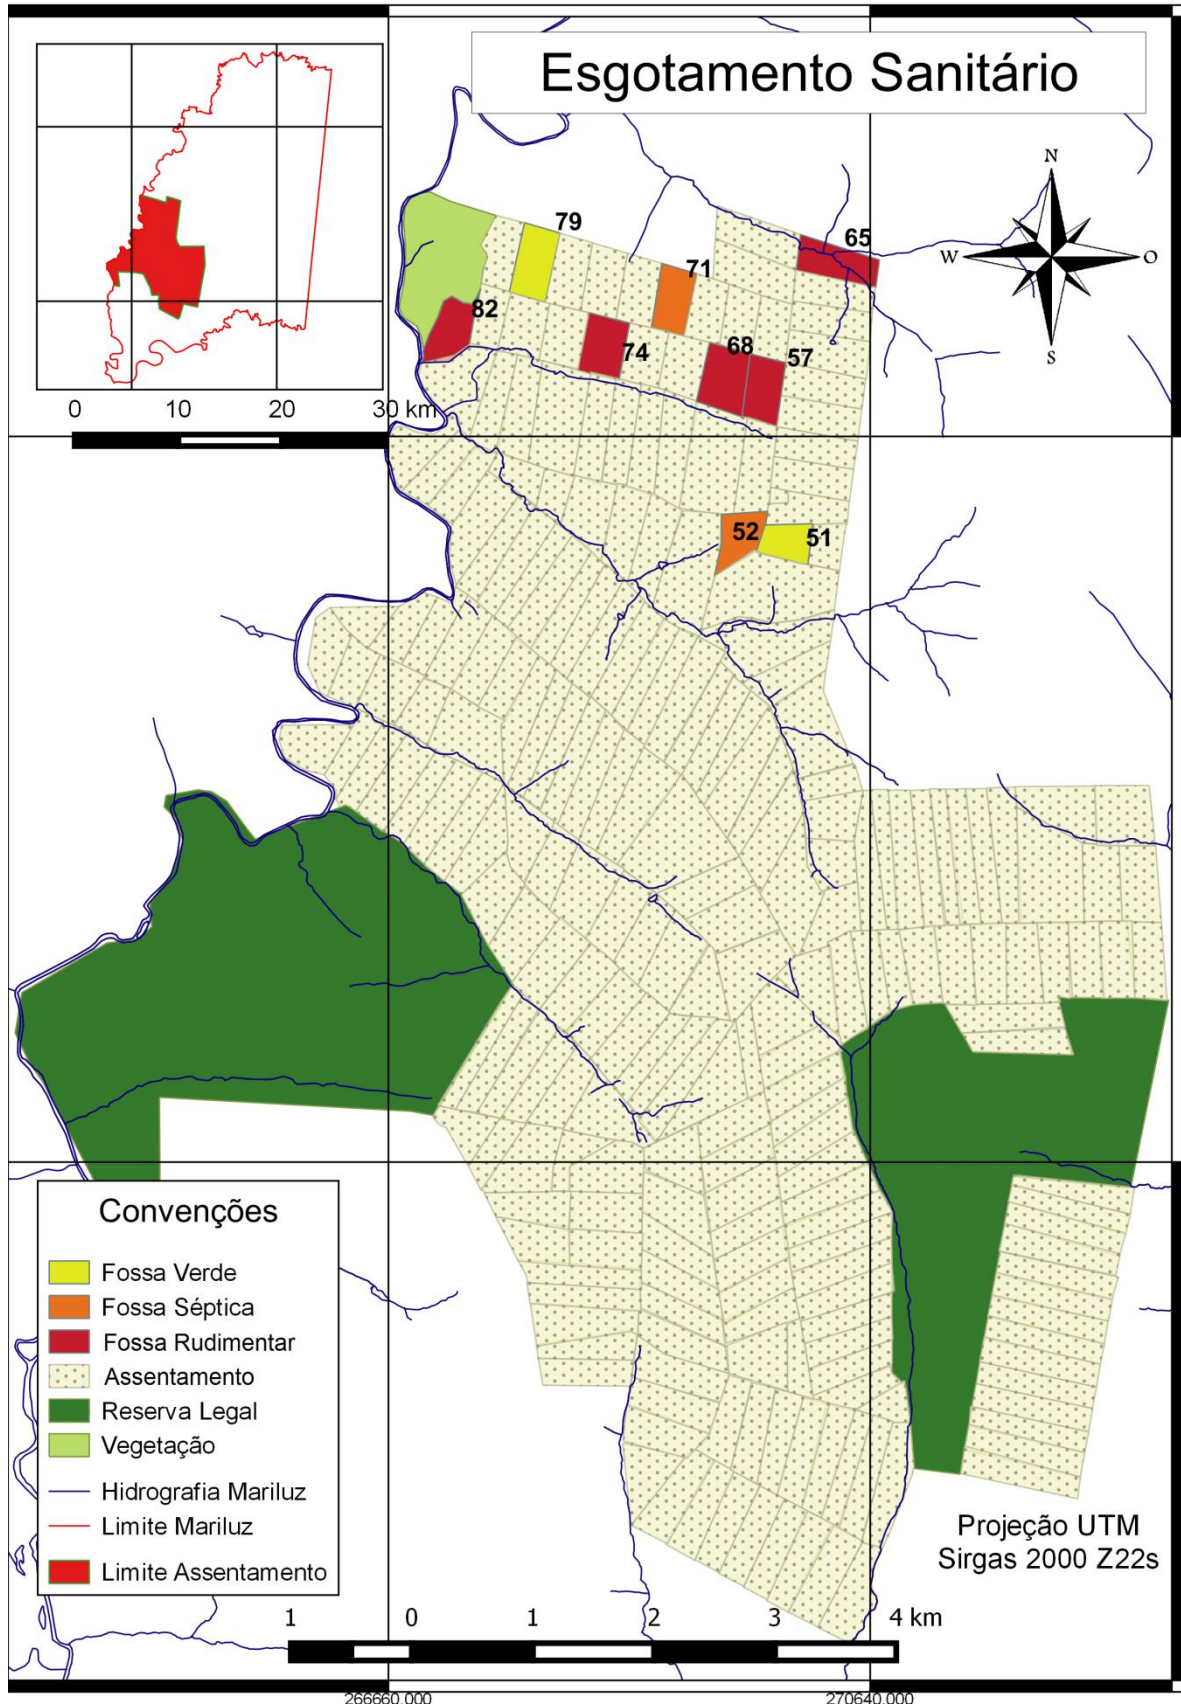 Esgotamento Sanitário
0 10 20 30 km
N
W O
S
79
71
65
82
74
68
57
52
51
Convenções
Fossa Verde
Fossa Séptica
Fossa Rudimentar
Assentamento
Reserva Legal
Vegetação
Hidrografia Mariluz
Limite Mariluz
Limite Assentamento
Projeção UTM
Sirgas 2000 Z22s
1 0 1 2 3 4 km
266660.000 270640.000